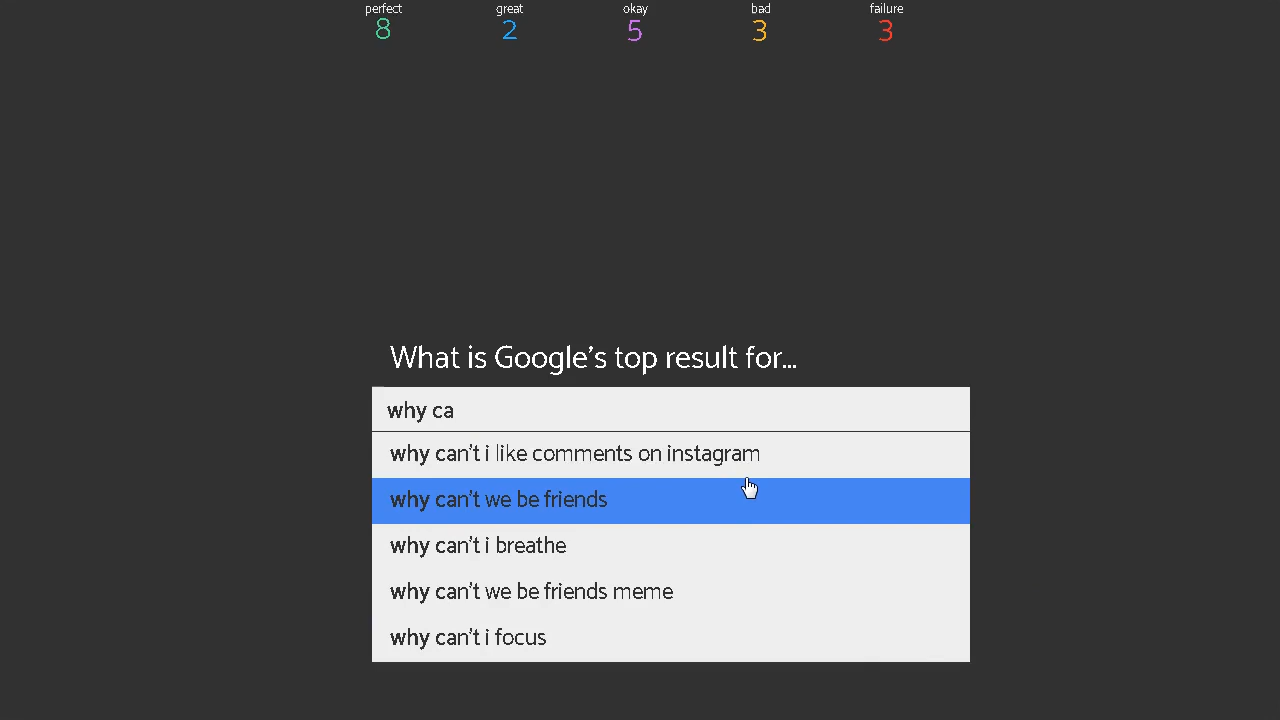 perfect great okay bad failure
8 2 5 3 3
What is Google's top result for...
why ca
why can't i like comments on instagram
why can't we be friends
why can't i breathe
why can't we be friends meme
why can't i focus